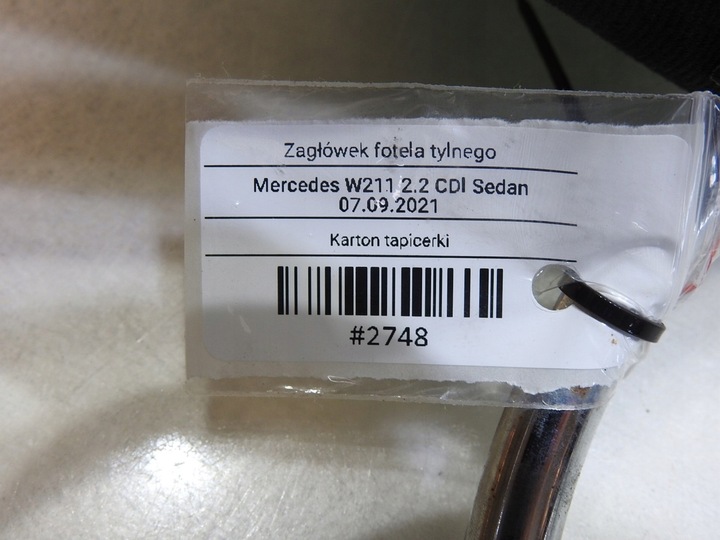 Zagłówek fotela tylnego
Mercedes W211 2.2 CDI Sedan
07.09.2021
Karton tapicerki
#2748